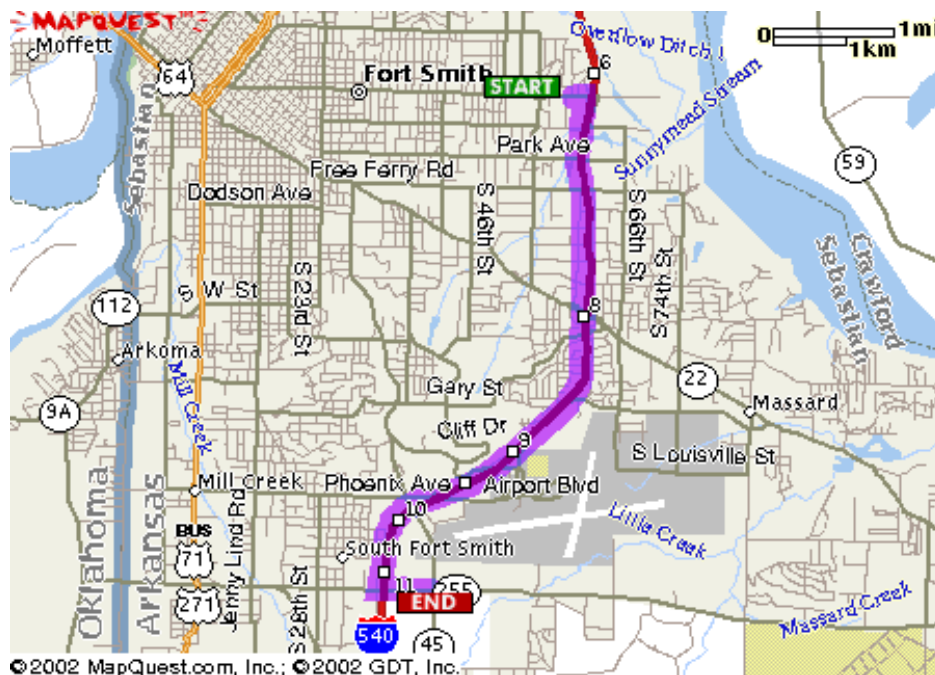 MAPQUEST
Moffett
Overflow Ditch 1
0
1mi
1km
6
64
Fort Smith
START
Sebastian
Sunnymead Stream
Park Ave
59
Free Ferry Rd
Dodson Ave
S 46th St
S 66th St
S 74th St
Crawford
Sebastian
S 23rd St
W St
112
8
Arkoma
Mill Creek
Gary St
22
9A
Massard
Cliff Dr
9
S Louisville St
Mill Creek
Phoenix Ave
Airport Blvd
Oklahoma
Arkansas
Jenny Lind Rd
10
Little Creek
BUS
71
South Fort Smith
271
S 28th St
11
255
END
Massard Creek
540
45
©2002 MapQuest.com, Inc.; ©2002 GDT, Inc.